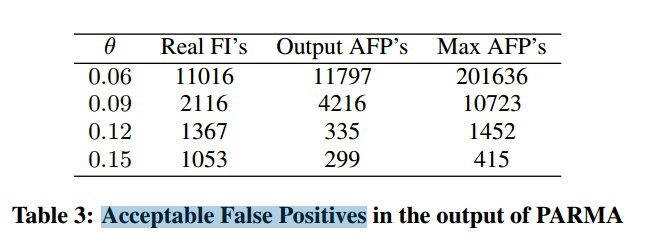 θ Real FI's Output AFP's Max AFP's
0.06 11016 11797 201636
0.09 2116 4216 10723
0.12 1367 335 1452
0.15 1053 299 415
Table 3: Acceptable False Positives in the output of PARMA